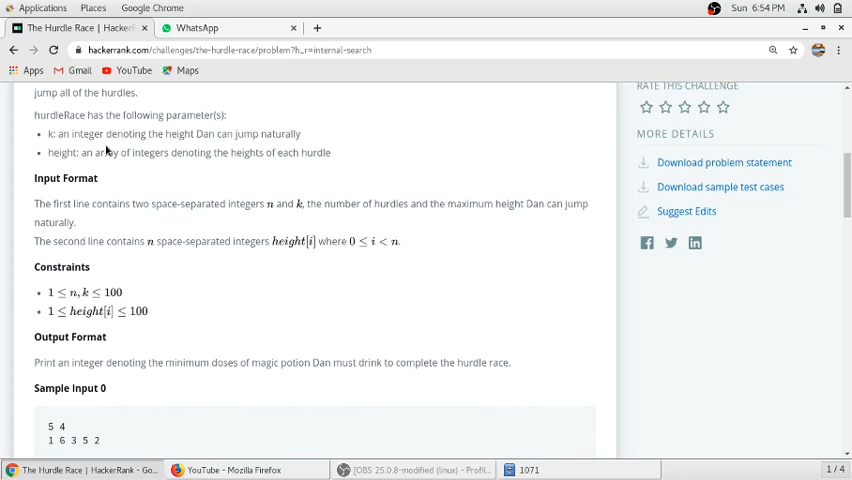 Applications Places Google Chrome Sun 6:54 PM
The Hurdle Race | Hacker WhatsApp
hackerrank.com/challenges/the-hurdle-race/problem?h_r=internal-search
Apps Gmail YouTube Maps
jump all of the hurdles.
RATE THIS CHALLENGE
hurdleRace has the following parameter(s):
• k: an integer denoting the height Dan can jump naturally
• height: an array of integers denoting the heights of each hurdle
MORE DETAILS
Download problem statement
Download sample test cases
Suggest Edits
Input Format
The first line contains two space-separated integers n and k, the number of hurdles and the maximum height Dan can jump
naturally.
The second line contains n space-separated integers height[i] where 0 ≤ i < n.
Constraints
• 1 ≤ n, k ≤ 100
• 1 ≤ height[i] ≤ 100
Output Format
Print an integer denoting the minimum doses of magic potion Dan must drink to complete the hurdle race.
Sample Input 0
5 4
1 6 3 5 2
The Hurdle Race | HackerRank - Go... YouTube - Mozilla Firefox [OBS 25.0.8-modified (linux) - Profil... 1071 1 / 4